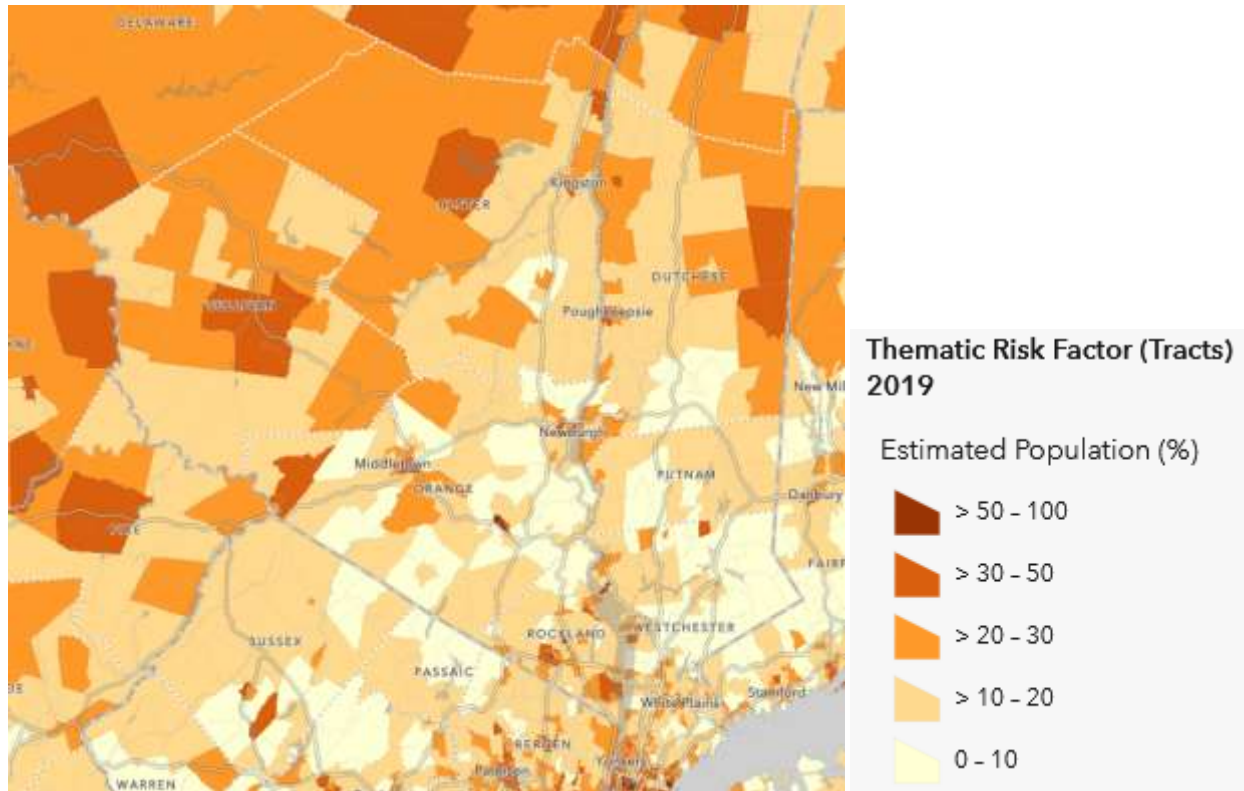 DELAWARE
Kingston
ULSTER
DUTCHESS
SULLIVAN
Poughkeepsie
New Mil
Newburgh
Middletown
PUTNAM
ORANGE
Danbury
PIKE
FAIRF
ROCKLAND
WESTCHESTER
SUSSEX
PASSAIC
White Plains
Stamford
BERGEN
Yonkers
Paterson
WARREN
Thematic Risk Factor (Tracts)
2019
Estimated Population (%)
> 50 - 100
> 30 - 50
> 20 - 30
> 10 - 20
0 - 10